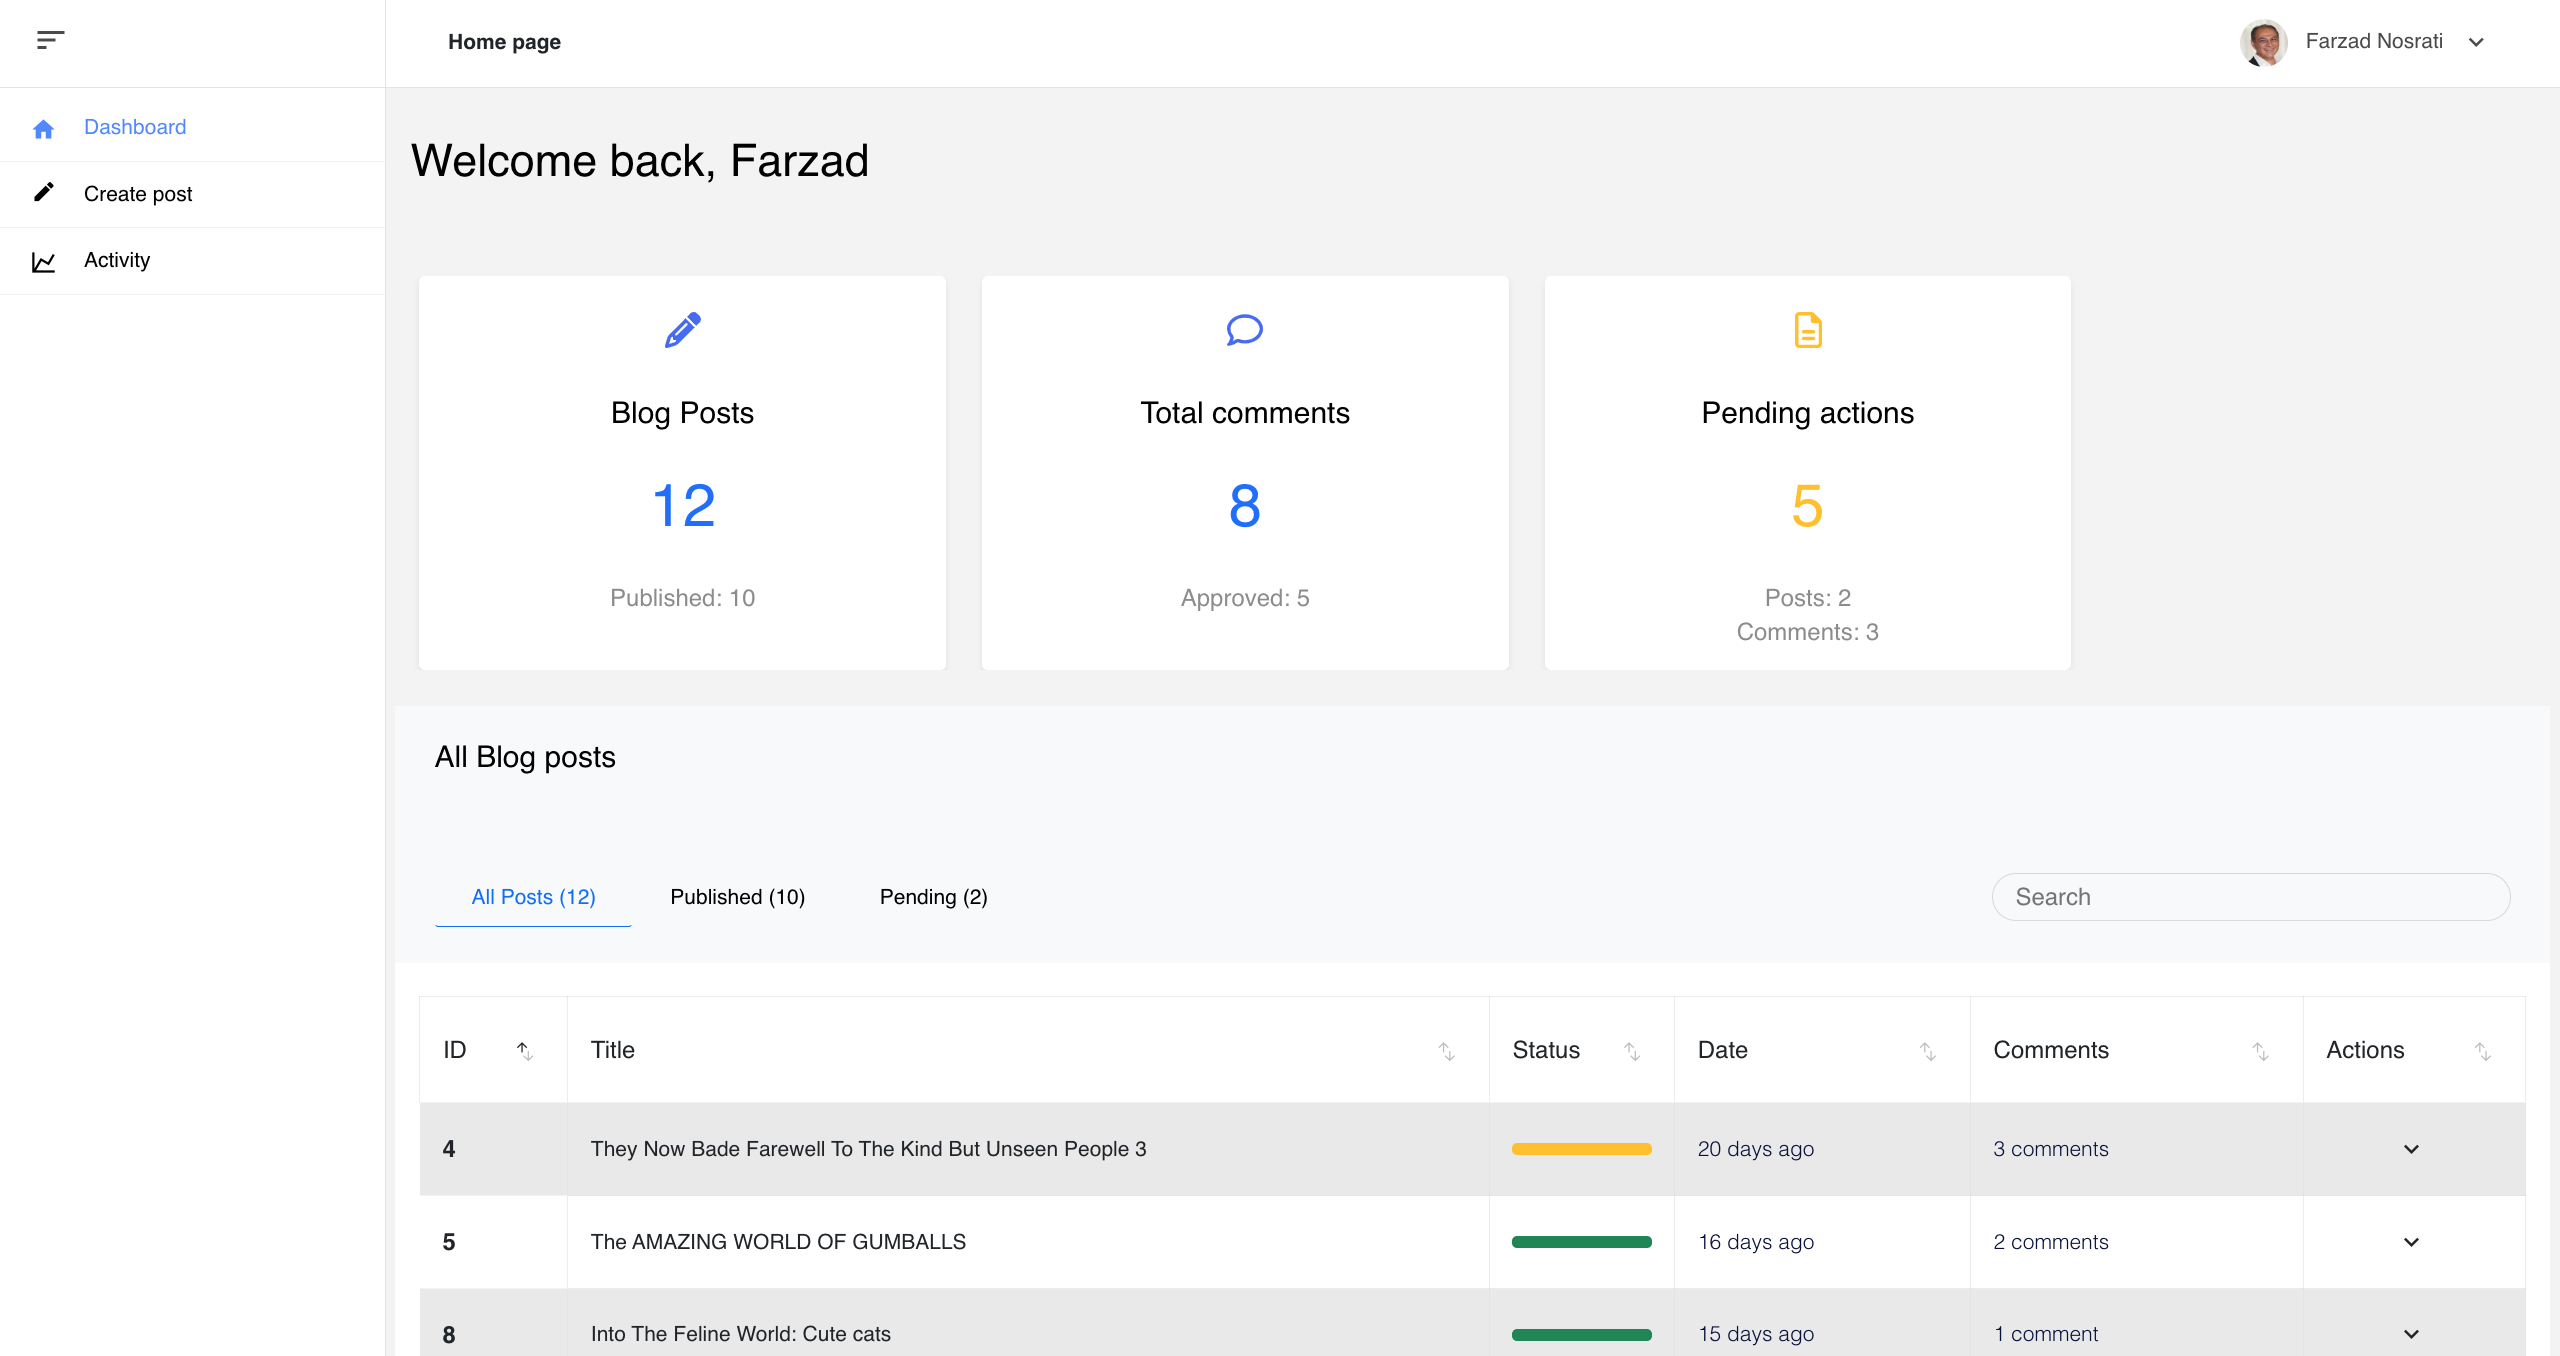 Home page
Farzad Nosrati
Dashboard
Create post
Activity
Welcome back, Farzad
Blog Posts
12
Published: 10
Total comments
8
Approved: 5
Pending actions
5
Posts: 2
Comments: 3
All Blog posts
All Posts (12) Published (10) Pending (2) Search
ID Title Status Date Comments Actions
4 They Now Bade Farewell To The Kind But Unseen People 3 20 days ago 3 comments
5 The AMAZING WORLD OF GUMBALLS 16 days ago 2 comments
8 Into The Feline World: Cute cats 15 days ago 1 comment